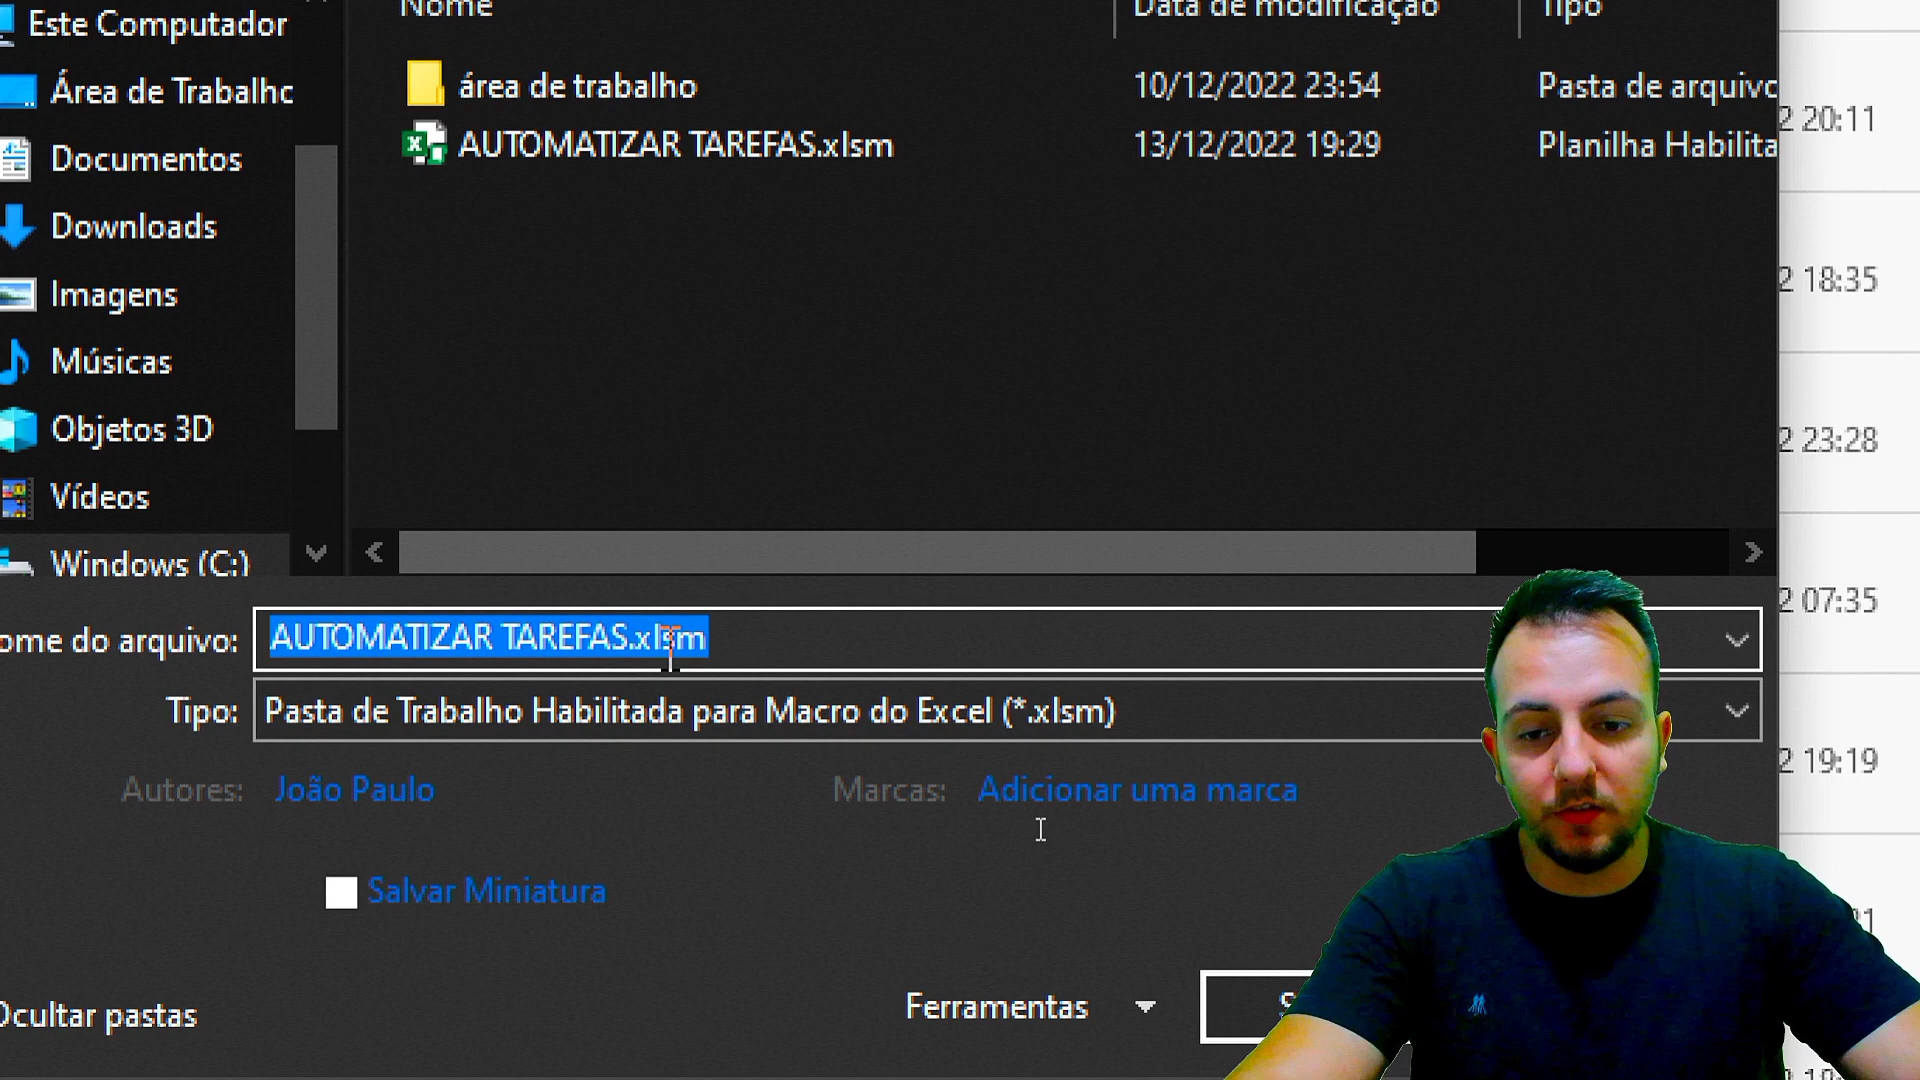 Este Computador
Nome
Data de modificação
Tipo
Área de Trabalho
área de trabalho
10/12/2022 23:54
Pasta de arquivo
2 20:11
Documentos
AUTOMATIZAR TAREFAS.xlsm
13/12/2022 19:29
Planilha Habilita
Downloads
Imagens
2 18:35
Músicas
Objetos 3D
2 23:28
Vídeos
Windows (C:)
ome do arquivo:
AUTOMATIZAR TAREFAS.xlsm
2 07:35
Tipo:
Pasta de Trabalho Habilitada para Macro do Excel (*.xlsm)
Autores:
João Paulo
Marcas:
Adicionar uma marca
2 19:19
Salvar Miniatura
Ocultar pastas
Ferramentas